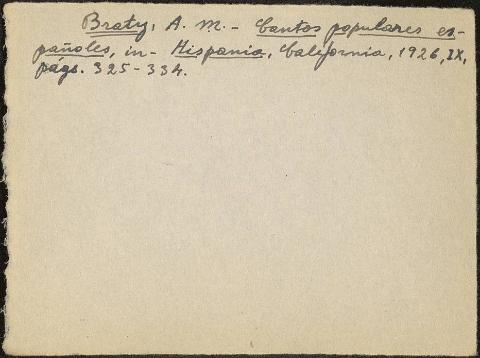 Braty, A. M. - Cantos populares es-
pañoles, in - Hispania, California, 1926, IX,
págs. 325-334.